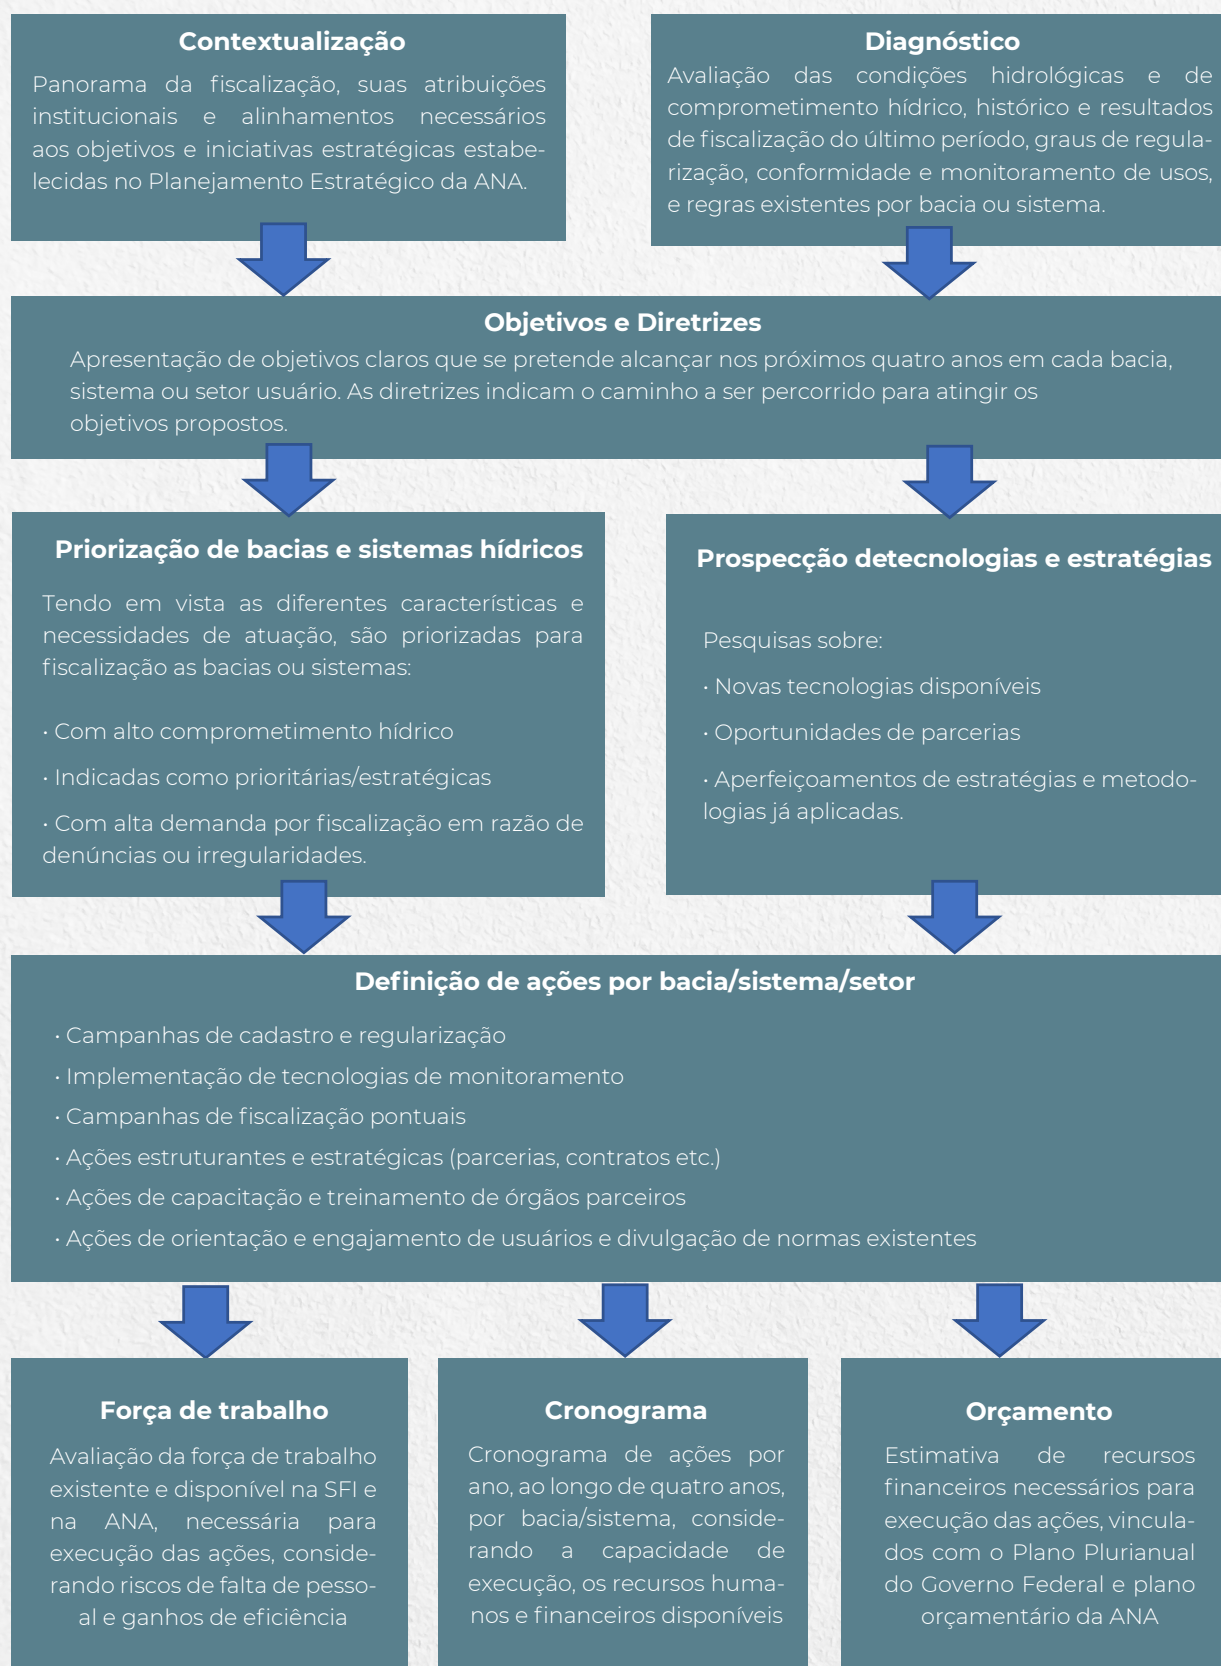 Contextualização
Panorama da fiscalização, suas atribuições
institucionais e alinhamentos necessários
aos objetivos e iniciativas estratégicas estabe-
lecidas no Planejamento Estratégico da ANA.
Diagnóstico
Avaliação das condições hidrológicas e de
comprometimento hídrico, histórico e resultados
de fiscalização do último período, graus de regula-
rização, conformidade e monitoramento de usos,
e regras existentes por bacia ou sistema.
Objetivos e Diretrizes
Apresentação de objetivos claros que se pretende alcançar nos próximos quatro anos em cada bacia,
sistema ou setor usuário. As diretrizes indicam o caminho a ser percorrido para atingir os
objetivos propostos.
Priorização de bacias e sistemas hídricos
Tendo em vista as diferentes características e
necessidades de atuação, são priorizadas para
fiscalização as bacias ou sistemas:
· Com alto comprometimento hídrico
· Indicadas como prioritárias/estratégicas
· Com alta demanda por fiscalização em razão de
denúncias ou irregularidades.
Prospecção detecnologias e estratégias
Pesquisas sobre:
· Novas tecnologias disponíveis
· Oportunidades de parcerias
· Aperfeiçoamentos de estratégias e metodo-
logias já aplicadas.
Definição de ações por bacia/sistema/setor
· Campanhas de cadastro e regularização
· Implementação de tecnologias de monitoramento
· Campanhas de fiscalização pontuais
· Ações estruturantes e estratégicas (parcerias, contratos etc.)
· Ações de capacitação e treinamento de órgãos parceiros
· Ações de orientação e engajamento de usuários e divulgação de normas existentes
Força de trabalho
Avaliação da força de trabalho
existente e disponível na SFI e
na ANA, necessária para
execução das ações, conside-
rando riscos de falta de pesso-
al e ganhos de eficiência
Cronograma
Cronograma de ações por
ano, ao longo de quatro anos,
por bacia/sistema, conside-
rando a capacidade de
execução, os recursos huma-
nos e financeiros disponíveis
Orçamento
Estimativa de recursos
financeiros necessários para
execução das ações, vincula-
dos com o Plano Plurianual
do Governo Federal e plano
orçamentário da ANA